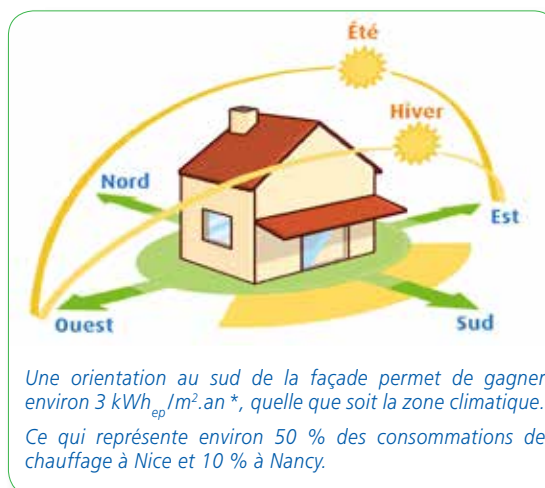 Été
Hiver
Nord
Est
Ouest
Sud
Une orientation au sud de la façade permet de gagner
environ 3 kWhep/m².an *, quelle que soit la zone climatique.
Ce qui représente environ 50 % des consommations de
chauffage à Nice et 10 % à Nancy.